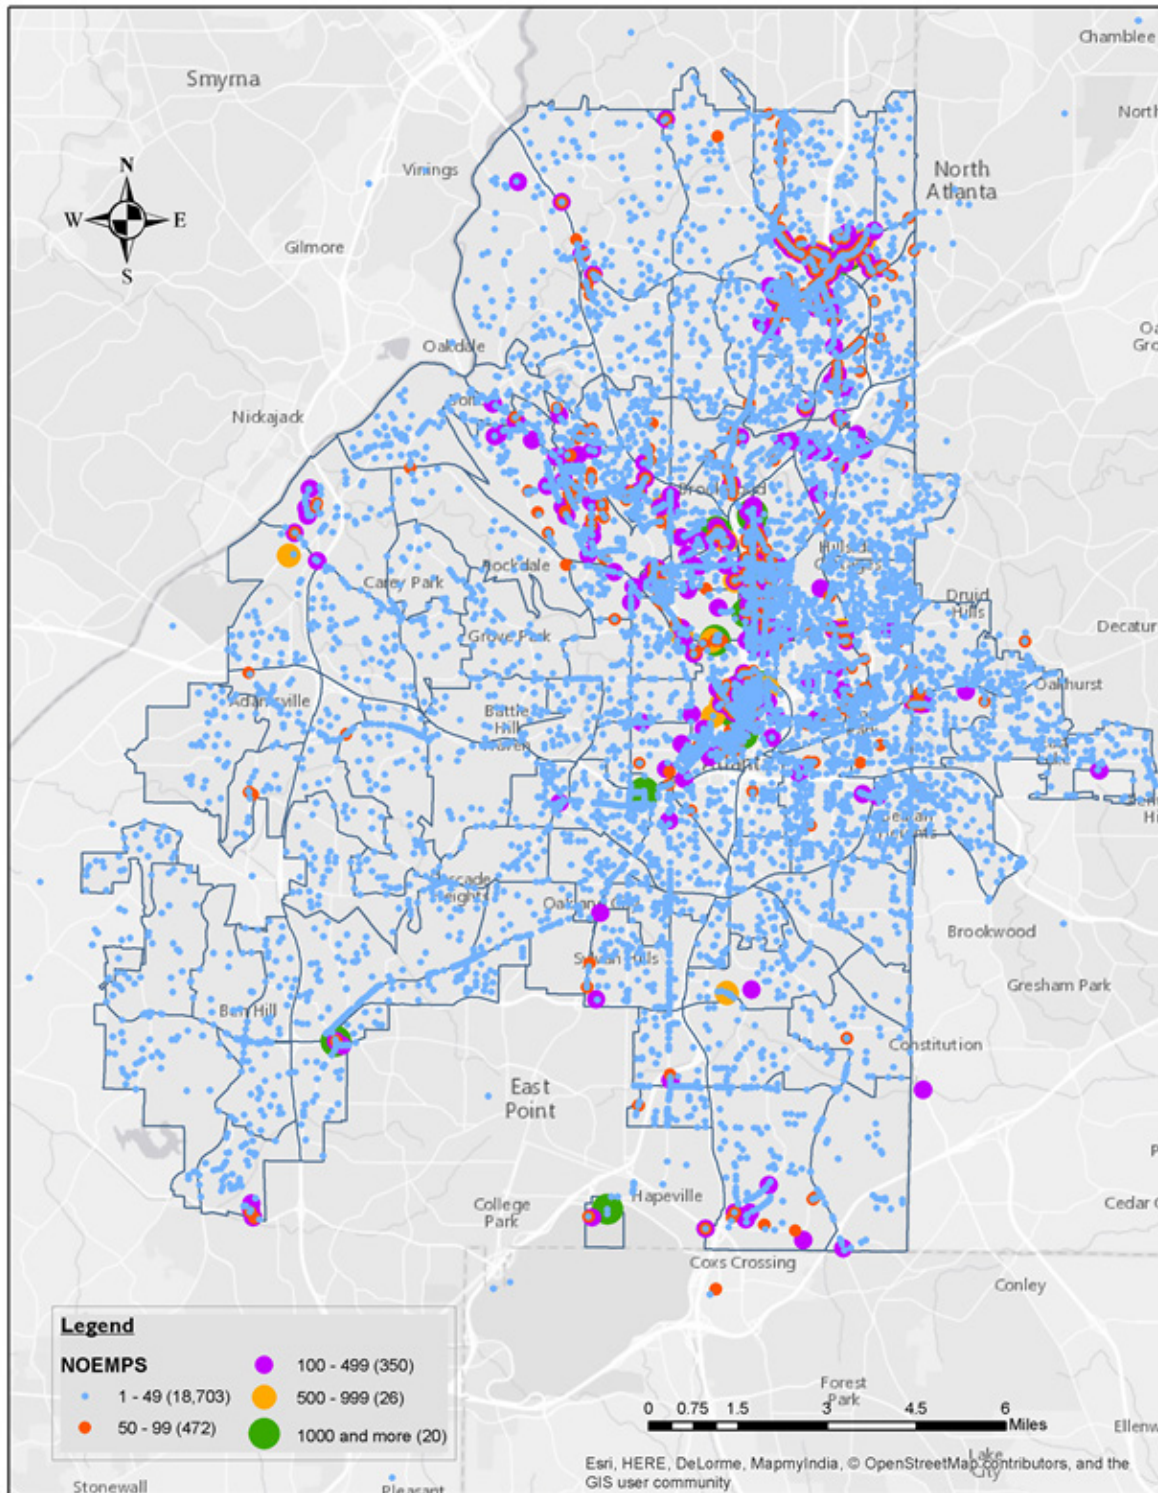 Chamblee
Smyrna
North
N
Vinings
North
Atlanta
W
E
Gilmore
S
Oakdale
Nickajack
Rockdale
Carey Park
Druid
Hills
Grove Park
Decatur
Oakhurst
Adamsville
Battle
Hill
Haven
Brookwood
Gresham Park
Ben Hill
Constitution
East
Point
Hapeville
College
Park
Cedar
Coxs Crossing
Conley
Legend
NOEMPS
1 - 49 (18,703)
50 - 99 (472)
100 - 499 (350)
500 - 999 (26)
1000 and more (20)
Forest
Park
0 0.75 1.5 3 4.5 6
Miles
Lake
City
Esri, HERE, DeLorme, MapmyIndia, © OpenStreetMap contributors, and the
GIS user community
Stonewall
Pleasant